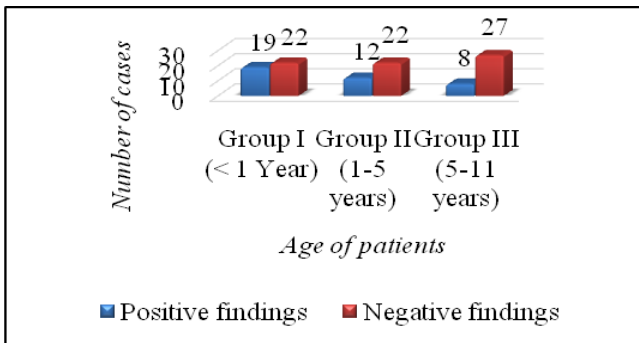 Number of cases
30
20
10
0
19 22
12 22
8 27
Group I
(< 1 Year)
Group II
(1-5
years)
Group III
(5-11
years)
Age of patients
Positive findings
Negative findings